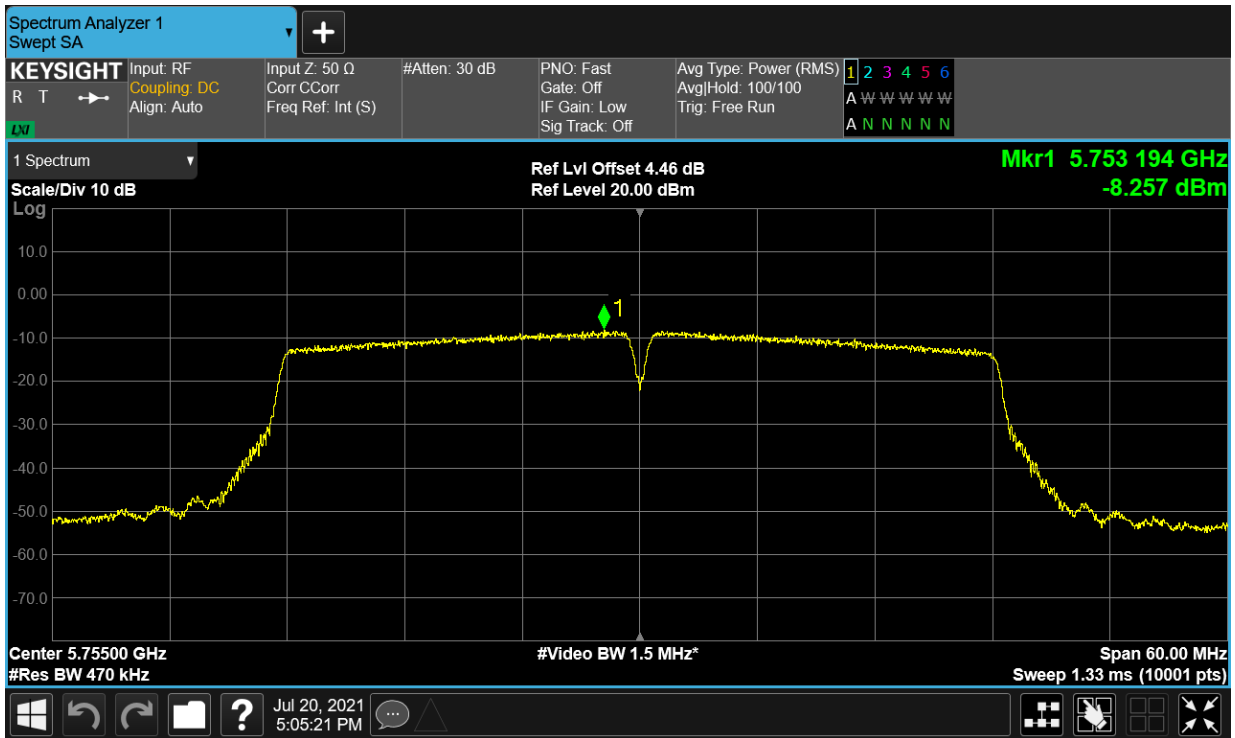 Spectrum Analyzer 1
Swept SA
▼
+
KEYSIGHT Input: RF Input Z: 50 Ω #Atten: 30 dB PNO: Fast Avg Type: Power (RMS) 1 2 3 4 5 6
R T Coupling: DC Corr CCorr Gate: Off Avg|Hold: 100/100 A W W W W W
Align: Auto Freq Ref: Int (S) IF Gain: Low Trig: Free Run
LXI Sig Track: Off A N N N N N
1 Spectrum ▼
Ref Lvl Offset 4.46 dB Mkr1 5.753 194 GHz
Scale/Div 10 dB Ref Level 20.00 dBm -8.257 dBm
Log
10.0
0.00
1
-10.0
-20.0
-30.0
-40.0
-50.0
-60.0
-70.0
Center 5.75500 GHz #Video BW 1.5 MHz* Span 60.00 MHz
#Res BW 470 kHz Sweep 1.33 ms (10001 pts)
? Jul 20, 2021
5:05:21 PM